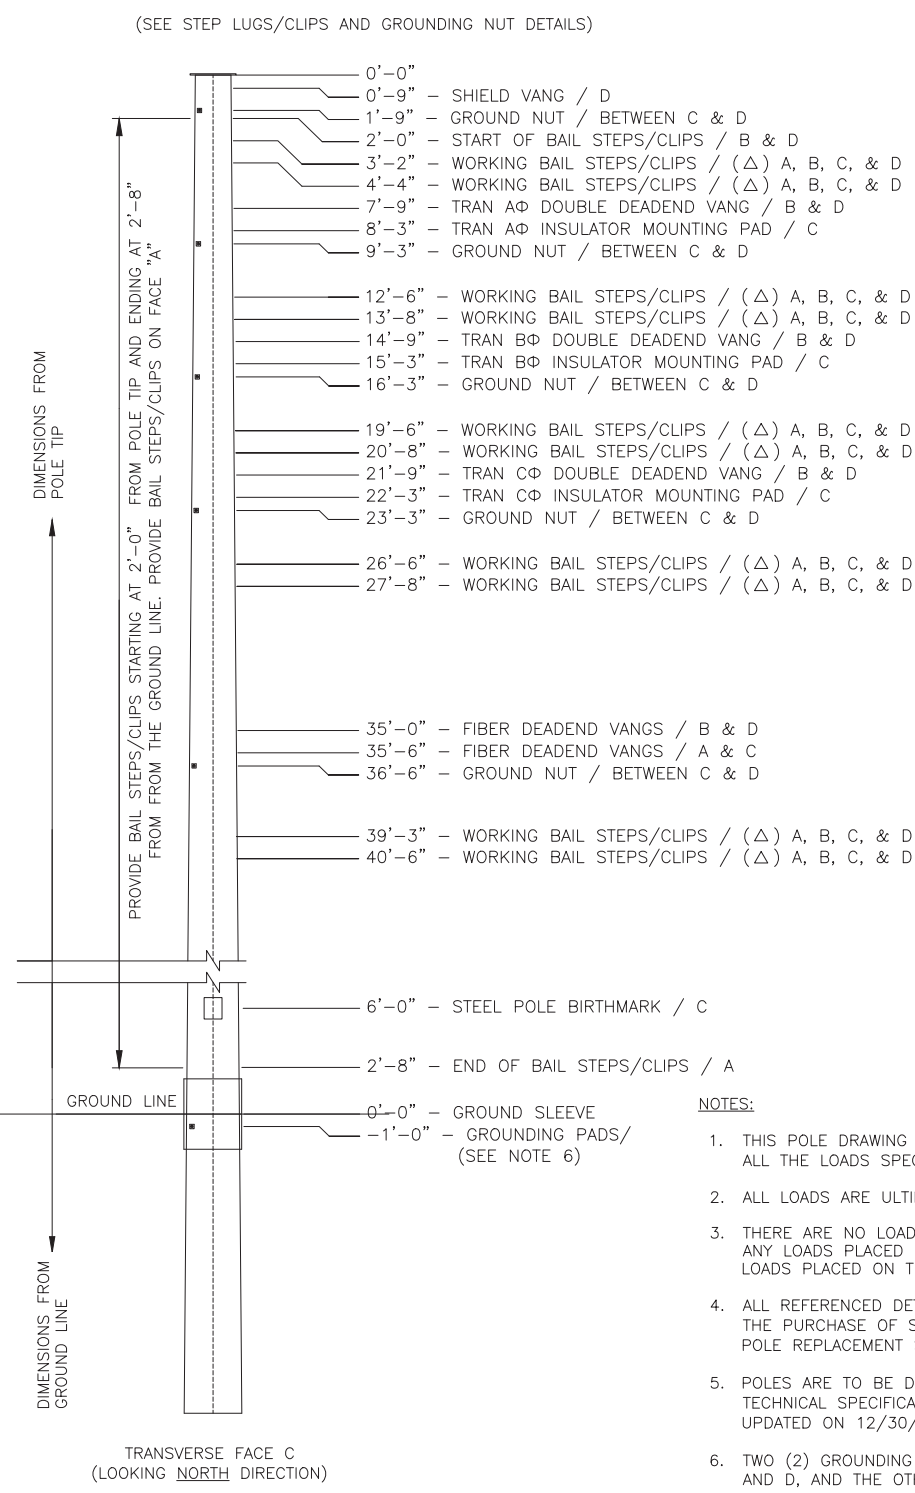 (SEE STEP LUGS/CLIPS AND GROUNDING NUT DETAILS)
0'-0"
0'-9" - SHIELD VANG / D
1'-9" - GROUND NUT / BETWEEN C & D
2'-0" - START OF BAIL STEPS/CLIPS / B & D
3'-2" - WORKING BAIL STEPS/CLIPS / (△) A, B, C, & D
4'-4" - WORKING BAIL STEPS/CLIPS / (△) A, B, C, & D
7'-9" - TRAN AΦ DOUBLE DEADEND VANG / B & D
8'-3" - TRAN AΦ INSULATOR MOUNTING PAD / C
9'-3" - GROUND NUT / BETWEEN C & D
12'-6" - WORKING BAIL STEPS/CLIPS / (△) A, B, C, & D
13'-8" - WORKING BAIL STEPS/CLIPS / (△) A, B, C, & D
14'-9" - TRAN BΦ DOUBLE DEADEND VANG / B & D
15'-3" - TRAN BΦ INSULATOR MOUNTING PAD / C
16'-3" - GROUND NUT / BETWEEN C & D
19'-6" - WORKING BAIL STEPS/CLIPS / (△) A, B, C, & D
20'-8" - WORKING BAIL STEPS/CLIPS / (△) A, B, C, & D
21'-9" - TRAN CΦ DOUBLE DEADEND VANG / B & D
22'-3" - TRAN CΦ INSULATOR MOUNTING PAD / C
23'-3" - GROUND NUT / BETWEEN C & D
26'-6" - WORKING BAIL STEPS/CLIPS / (△) A, B, C, & D
27'-8" - WORKING BAIL STEPS/CLIPS / (△) A, B, C, & D
35'-0" - FIBER DEADEND VANGS / B & D
35'-6" - FIBER DEADEND VANGS / A & C
36'-6" - GROUND NUT / BETWEEN C & D
39'-3" - WORKING BAIL STEPS/CLIPS / (△) A, B, C, & D
40'-6" - WORKING BAIL STEPS/CLIPS / (△) A, B, C, & D
6'-0" - STEEL POLE BIRTHMARK / C
2'-8" - END OF BAIL STEPS/CLIPS / A
0'-0" - GROUND SLEEVE
-1'-0" - GROUNDING PADS/
(SEE NOTE 6)
DIMENSIONS FROM
POLE TIP
PROVIDE BAIL STEPS/CLIPS STARTING AT 2'-0" FROM POLE TIP AND ENDING AT 2'-8"
FROM FROM THE GROUND LINE. PROVIDE BAIL STEPS/CLIPS ON FACE "A"
GROUND LINE
DIMENSIONS FROM
GROUND LINE
TRANSVERSE FACE C
(LOOKING NORTH DIRECTION)
NOTES:
1. THIS POLE DRAWING
ALL THE LOADS SPEC
2. ALL LOADS ARE ULTI
3. THERE ARE NO LOAD
ANY LOADS PLACED
LOADS PLACED ON T
4. ALL REFERENCED DET
THE PURCHASE OF S
POLE REPLACEMENT
5. POLES ARE TO BE D
TECHNICAL SPECIFICA
UPDATED ON 12/30/
6. TWO (2) GROUNDING
AND D, AND THE OTH